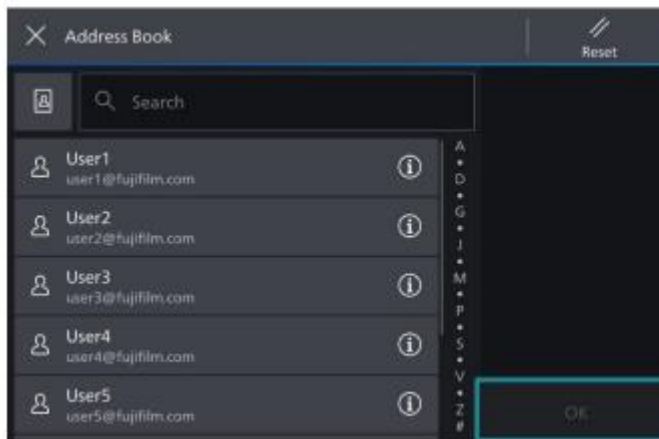 Address Book
Reset
Search
User1
user1@fujifilm.com
User2
user2@fujifilm.com
User3
user3@fujifilm.com
User4
user4@fujifilm.com
User5
user5@fujifilm.com
A
D
G
J
M
P
S
V
Z
#
OK